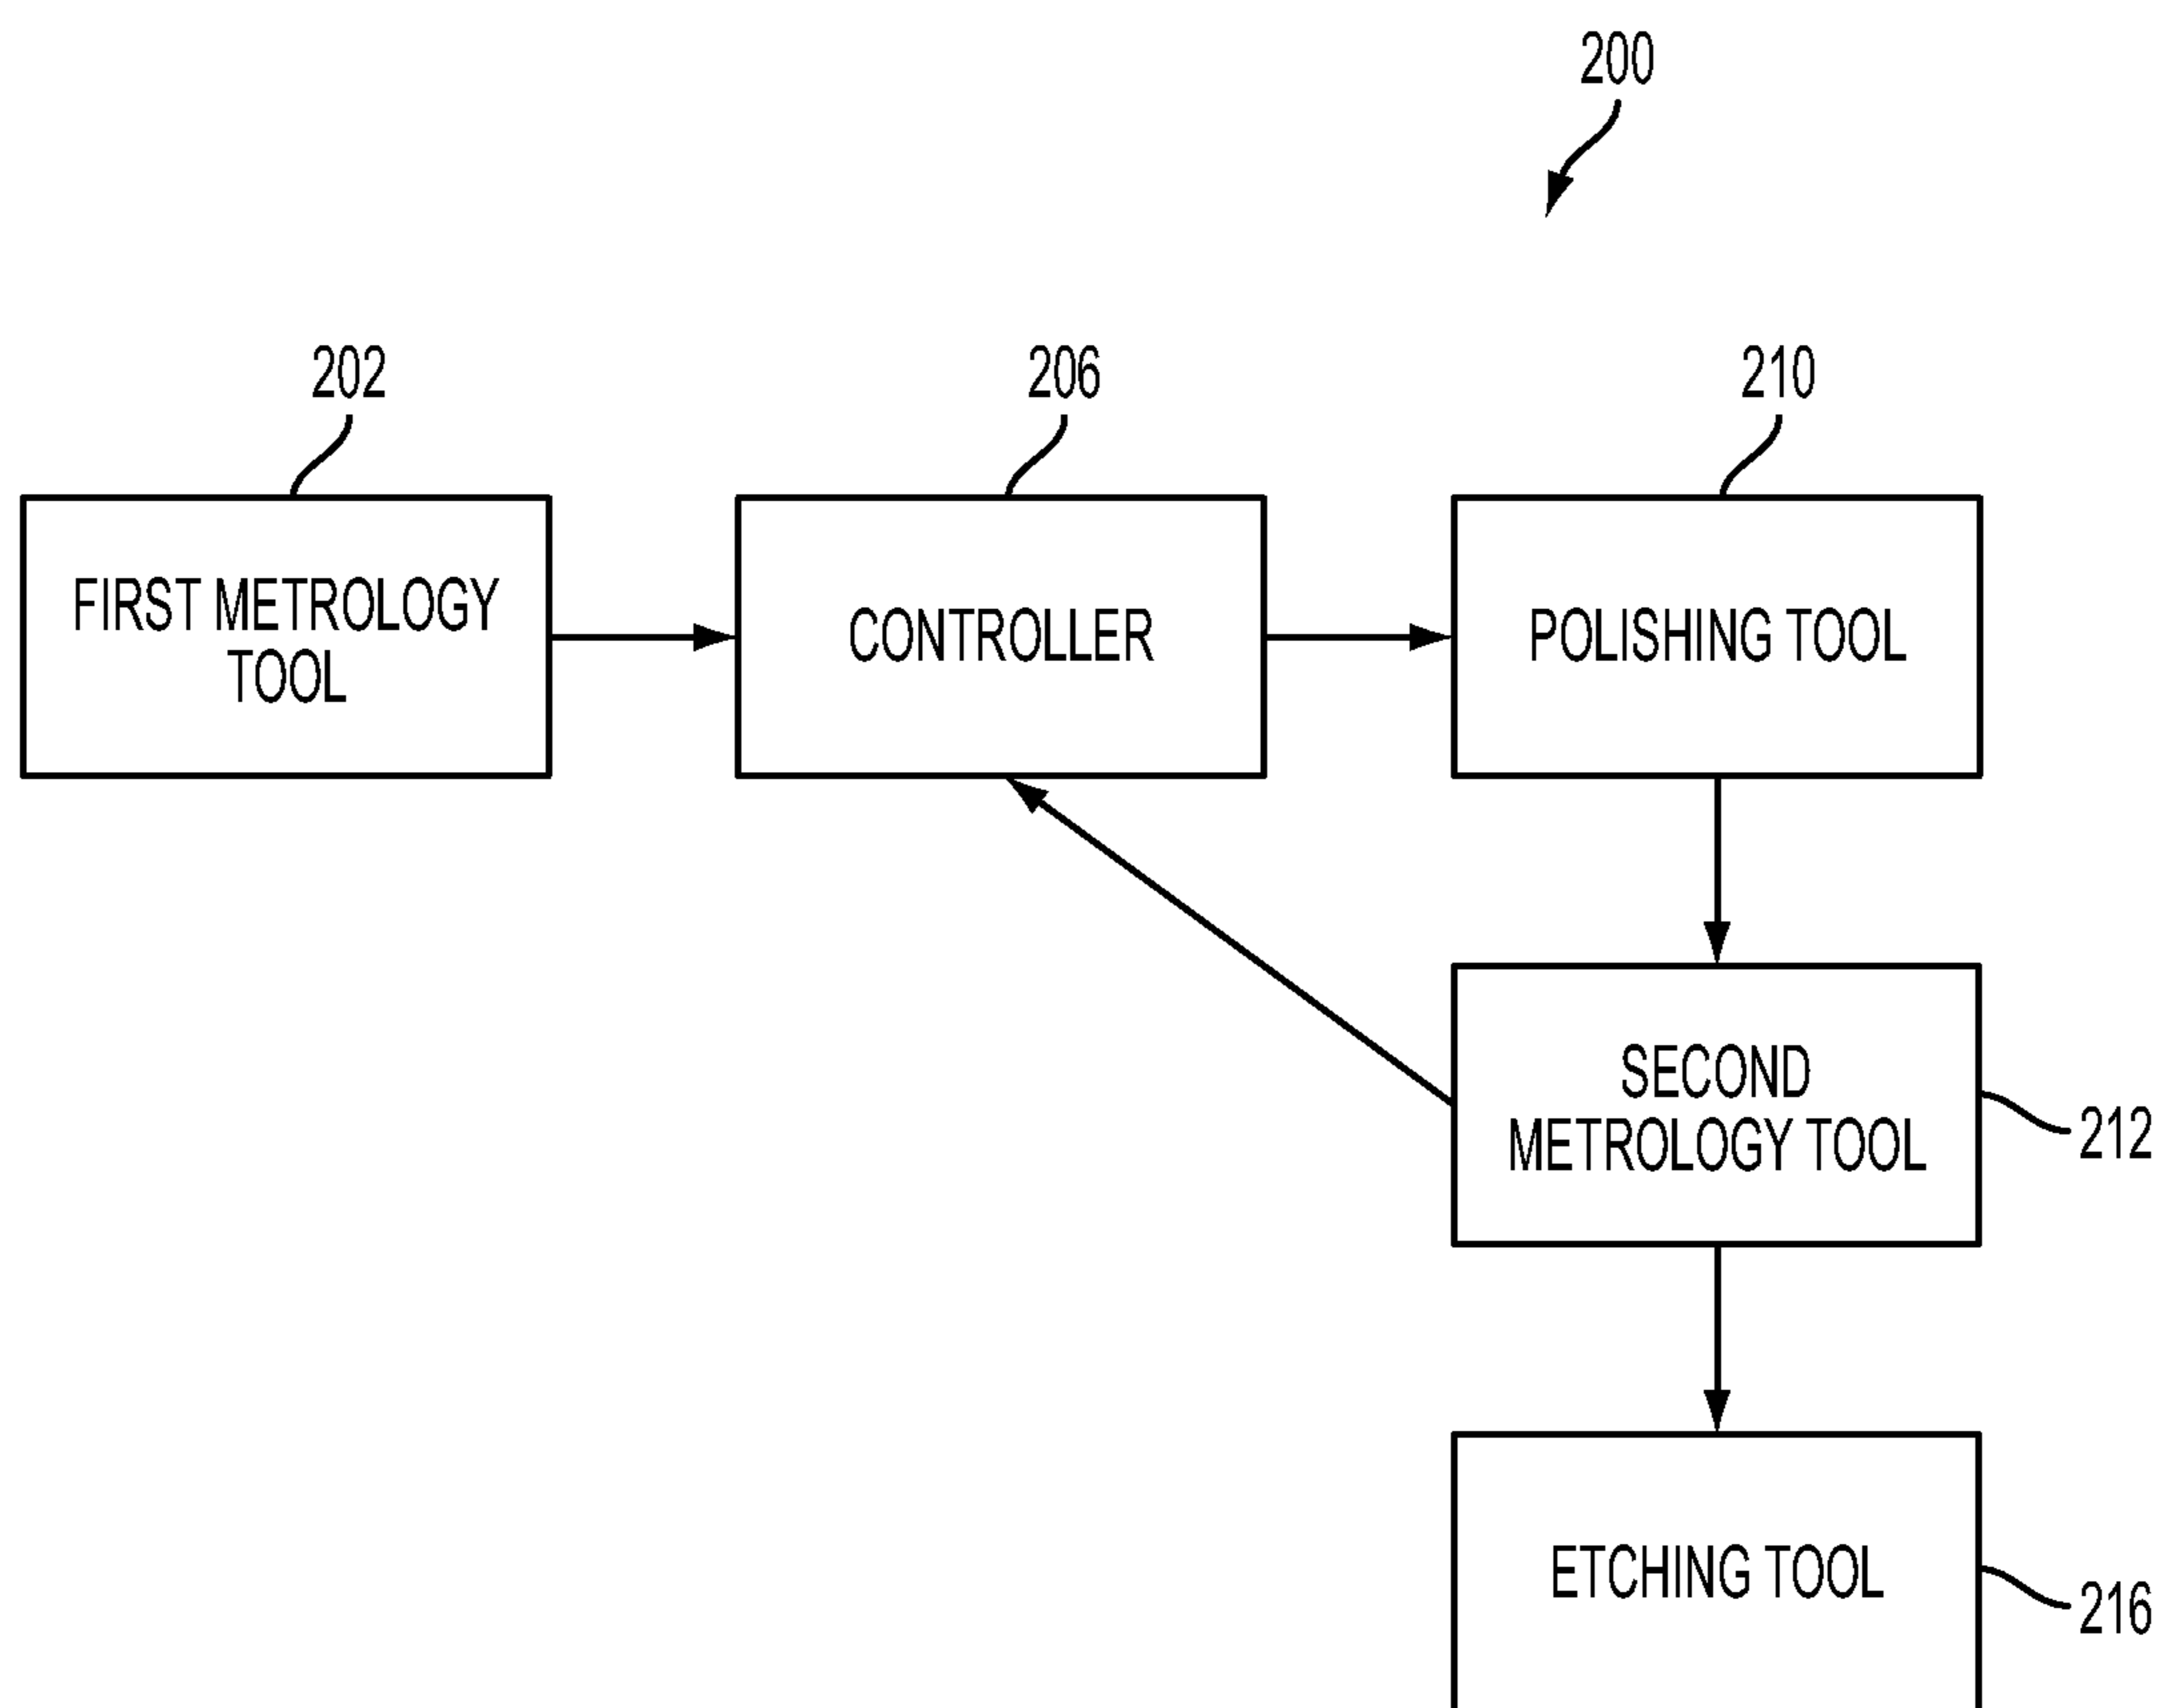 200
202
206
210
FIRST METROLOGY
TOOL
CONTROLLER
POLISHING TOOL
SECOND
METROLOGY TOOL
212
ETCHING TOOL
216